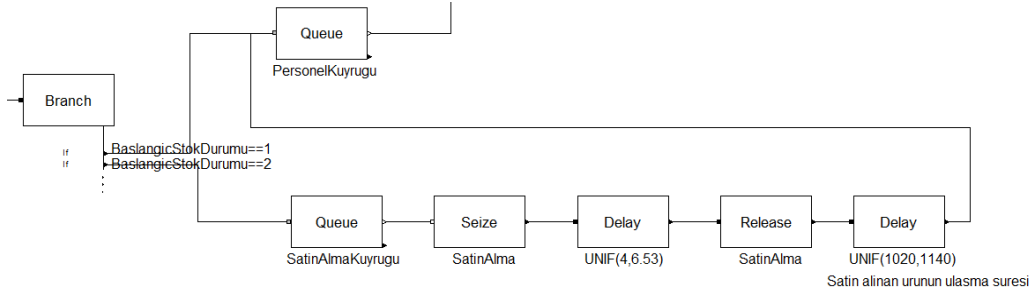 Queue
PersonelKuyrugu
Branch
If BaslangicStokDurumu==1
If BaslangicStokDurumu==2
Queue Seize Delay Release Delay
SatinAlmaKuyrugu SatinAlma UNIF(4,6.53) SatinAlma UNIF(1020,1140)
Satin alinan urunun ulasma suresi